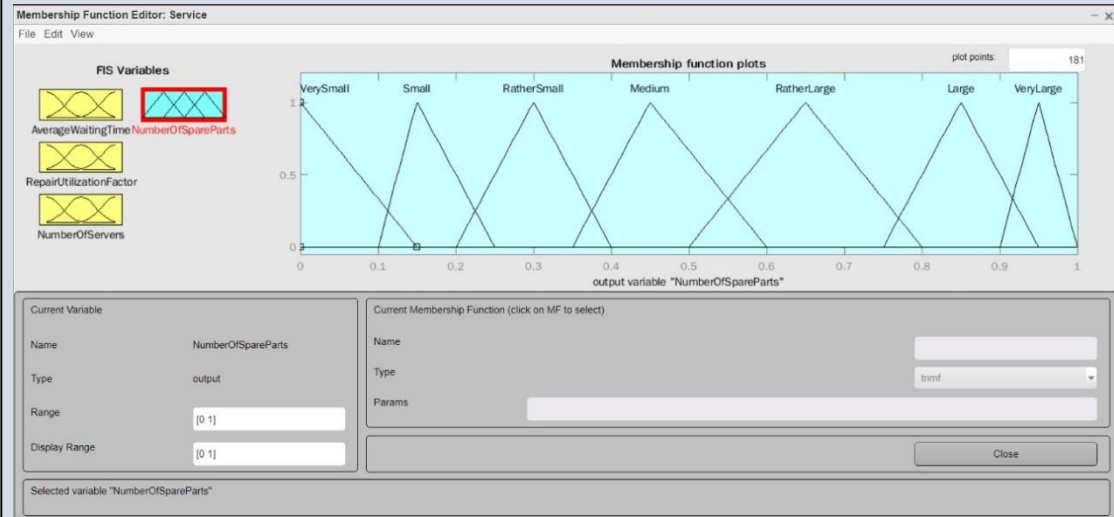 Membership Function Editor: Service
File Edit View
FIS Variables
AverageWaitingTime
NumberOfSpareParts
RepairUtilizationFactor
NumberOfServers
Membership function plots
plot points:
181
VerySmall Small RatherSmall Medium RatherLarge Large VeryLarge
1
0.5
0
0 0.1 0.2 0.3 0.4 0.5 0.6 0.7 0.8 0.9 1
output variable "NumberOfSpareParts"
Current Variable
Name NumberOfSpareParts
Type output
Range [0 1]
Display Range [0 1]
Current Membership Function (click on MF to select)
Name
Type trimf
Params
Close
Selected variable "NumberOfSpareParts"